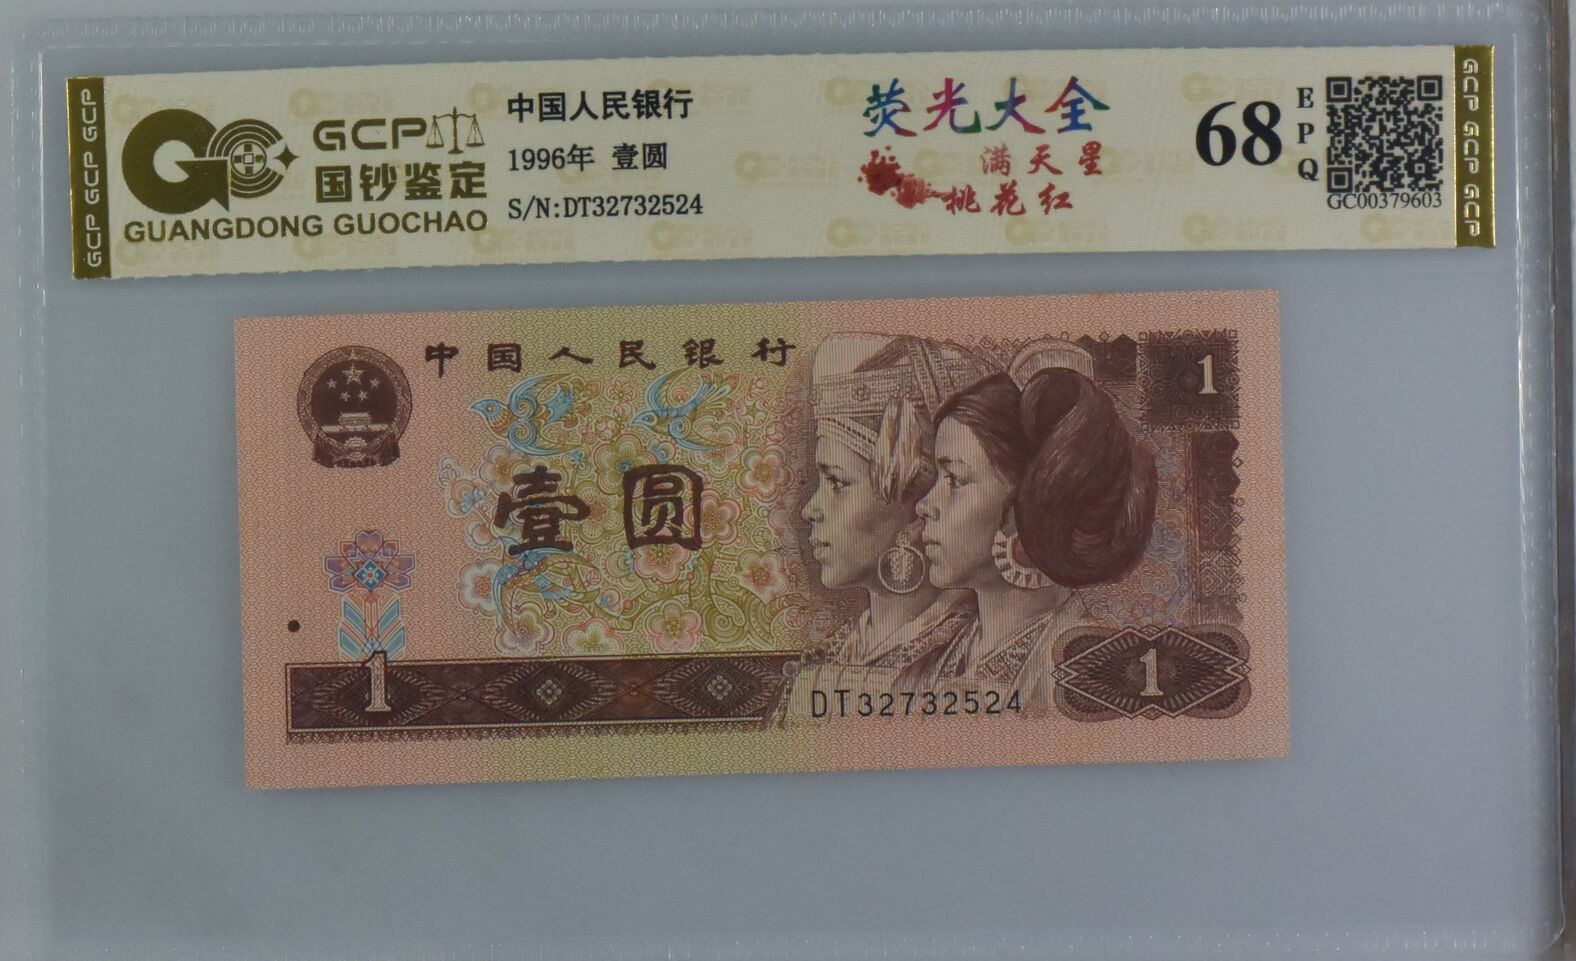 GCP GCP GCP
GCP
国钞鉴定
GUANGDONG GUOCHAO
中国人民银行
1996年 壹圆
S/N:DT32732524
荧光大全
满天星
桃花红
68
EPQ
GC00379603
GCP GCP GCP
中国人民银行
1
壹圆
1
DT32732524
1